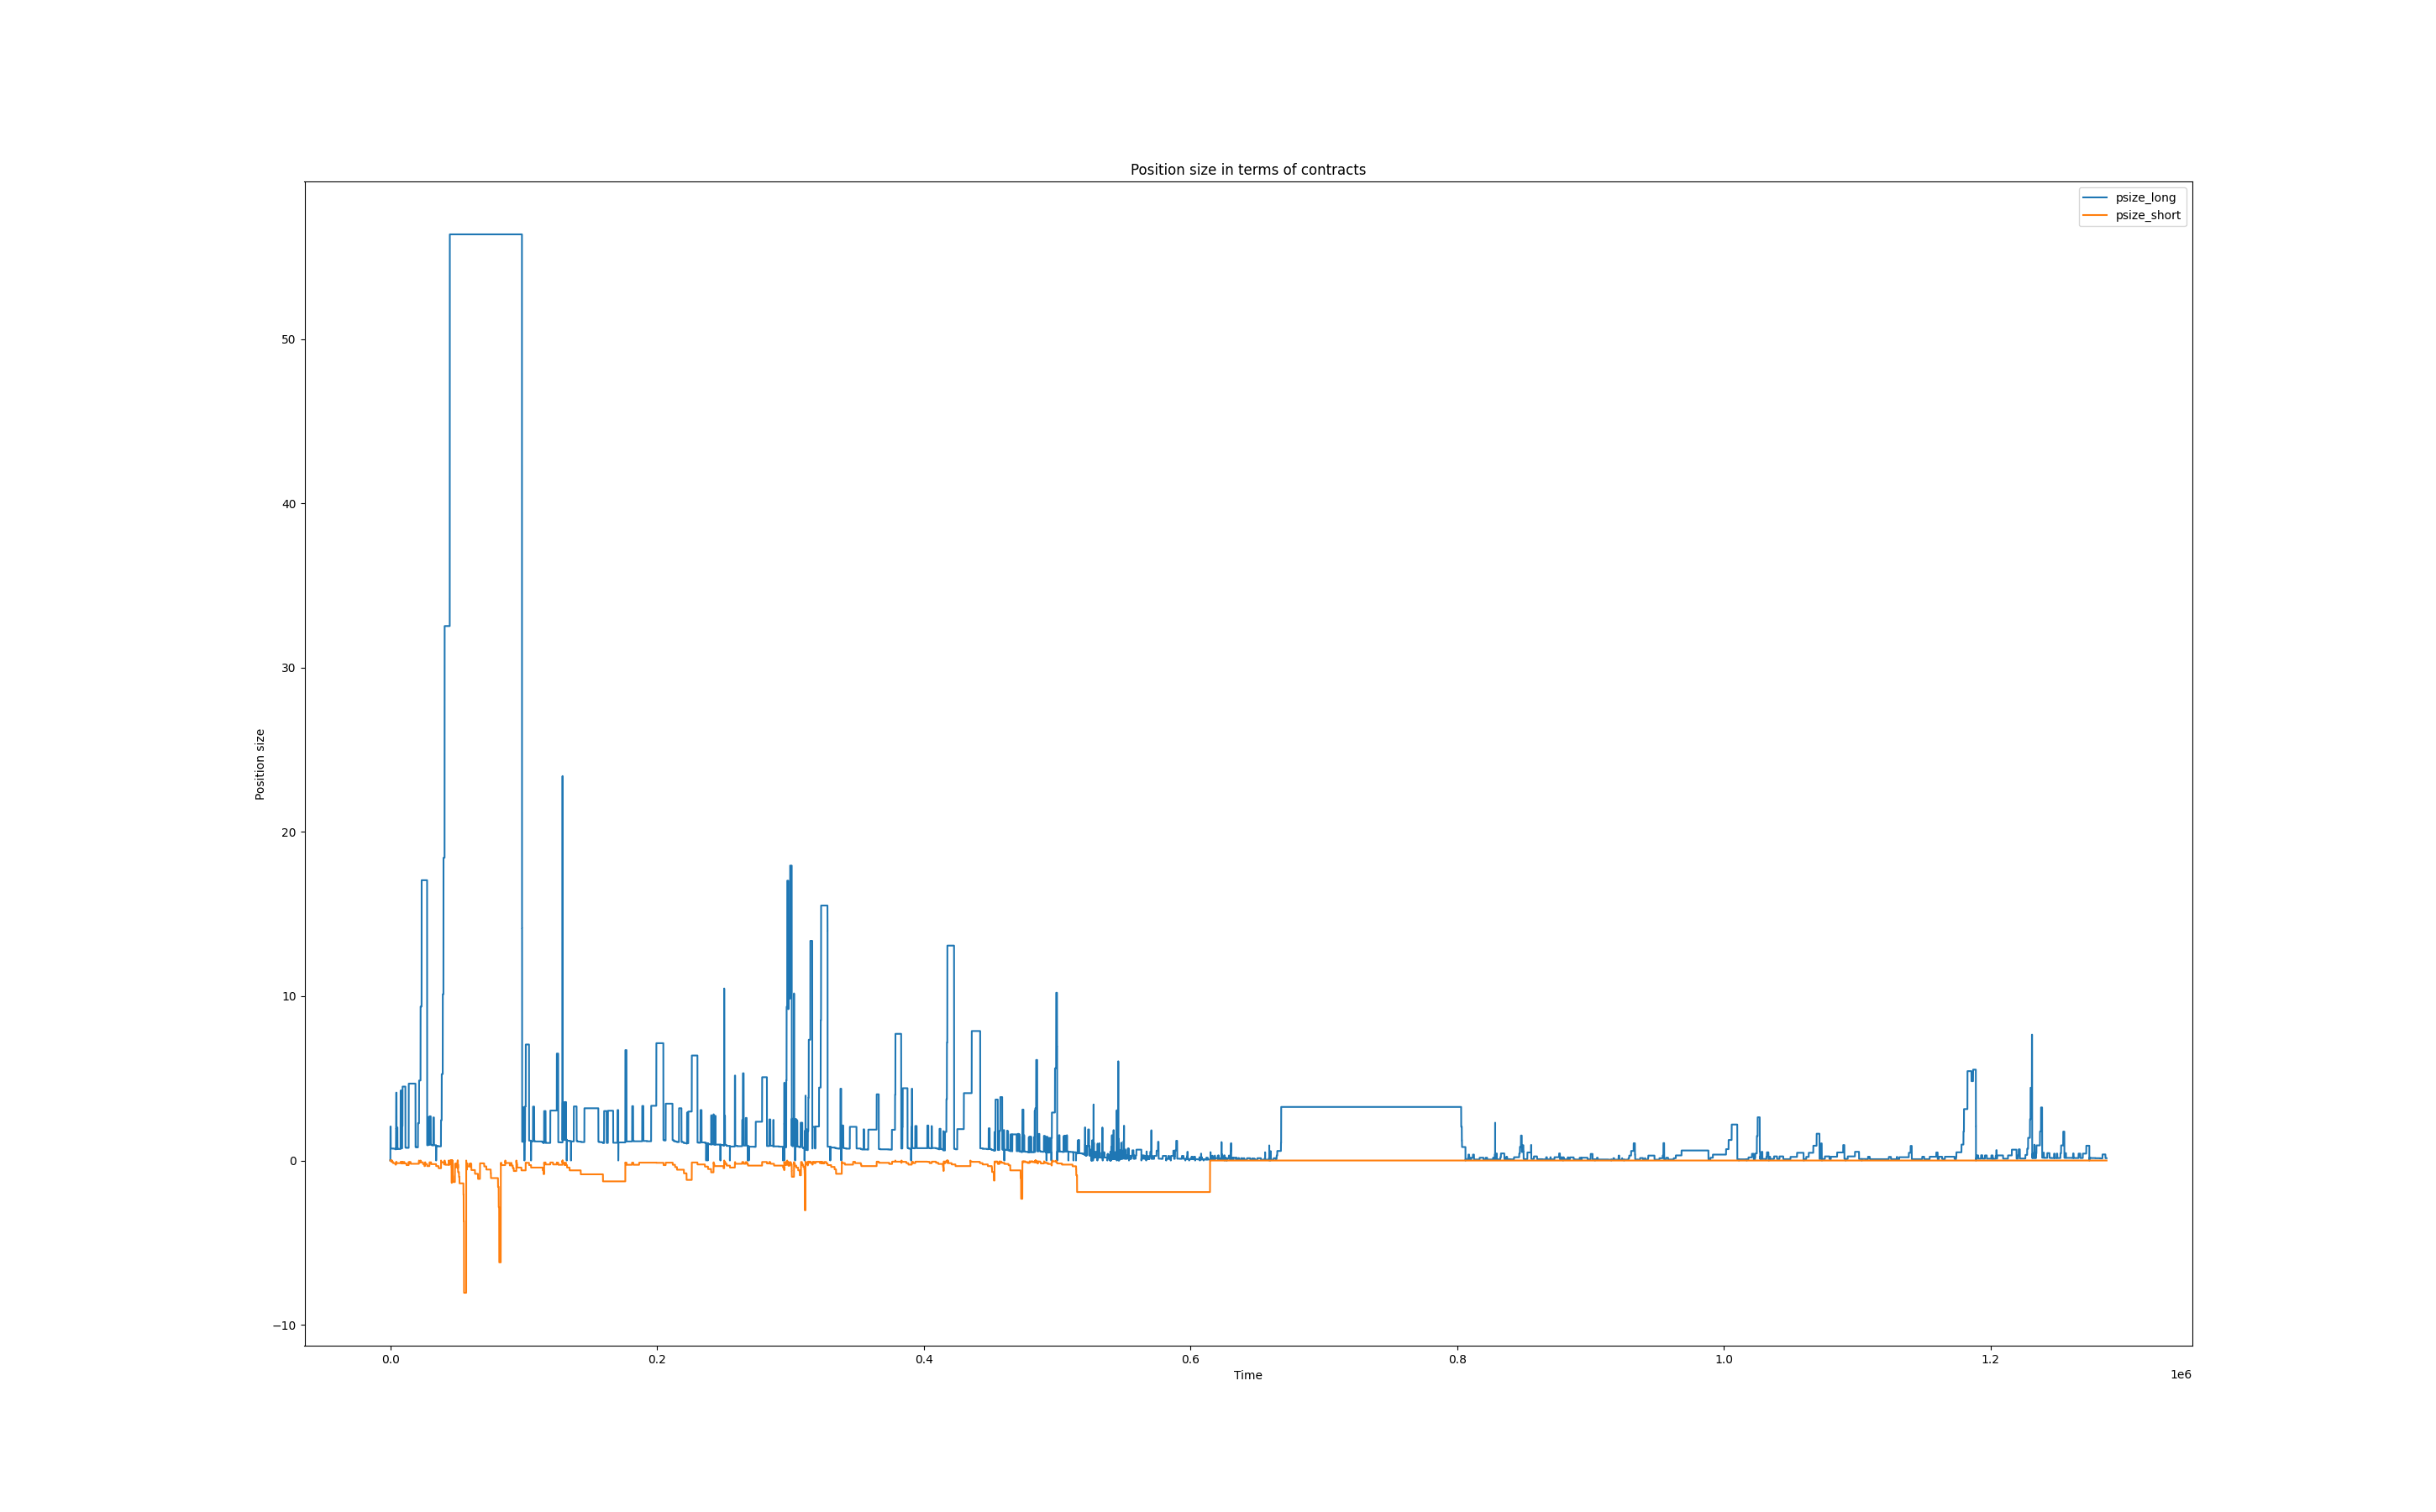 Position size in terms of contracts
psize_long
psize_short
Position size
50
40
30
20
10
0
−10
0.0 0.2 0.4 0.6 0.8 1.0 1.2
Time
1e6